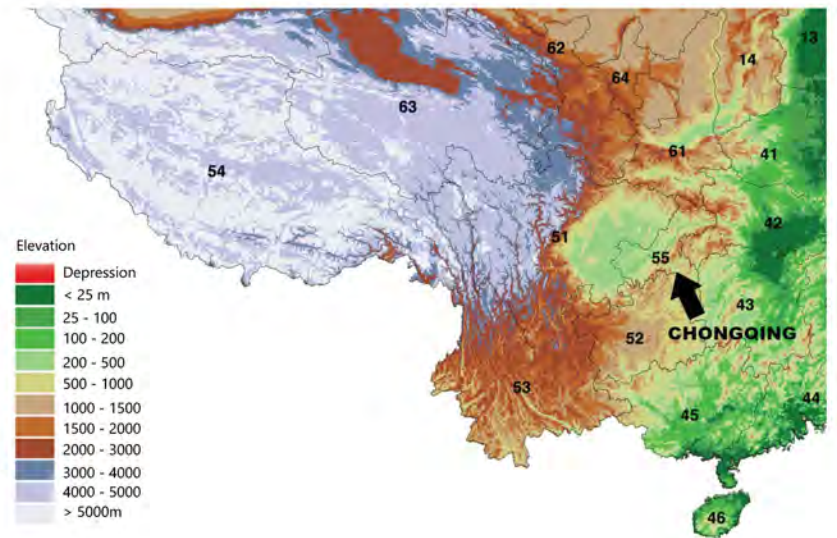 62
14
13
64
63
61
41
54
42
51
55
43
CHONGQING
52
53
44
45
46
Elevation
Depression
< 25 m
25 - 100
100 - 200
200 - 500
500 - 1000
1000 - 1500
1500 - 2000
2000 - 3000
3000 - 4000
4000 - 5000
> 5000m